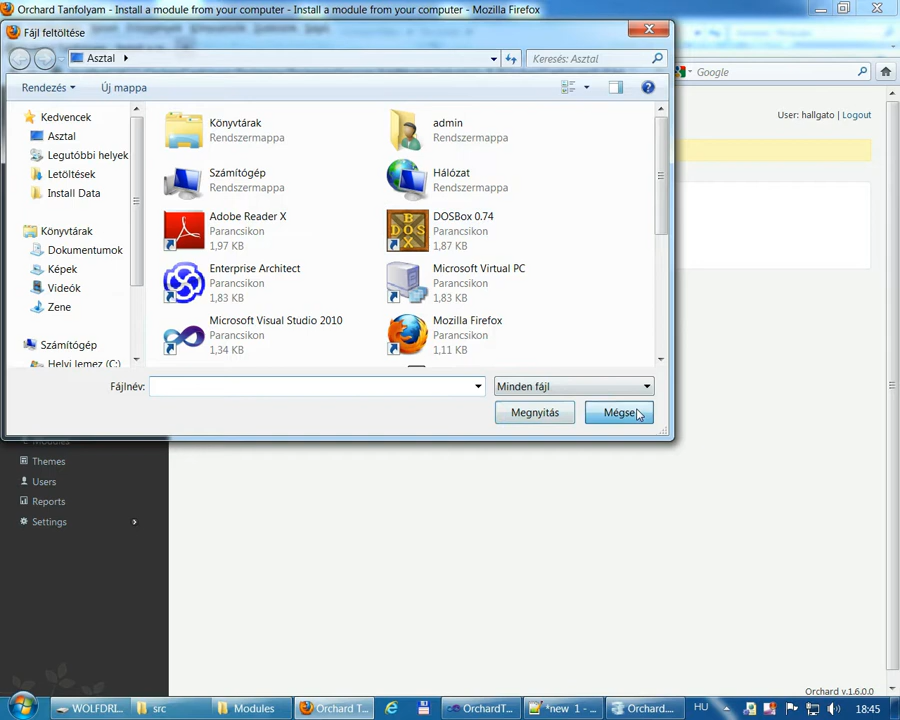 Orchard Tanfolyam - Install a module from your computer - Install a module from your computer - Mozilla Firefox
Fájl feltöltése
Asztal
Keresés: Asztal
Google
Rendezés
Új mappa
User: hallgato | Logout
Kedvencek
Asztal
Legutóbbi helyek
Letöltések
Install Data
Könyvtárak
Dokumentumok
Képek
Videók
Zene
Számítógép
Helyi lemez (C:)
Könyvtárak
Rendszermappa
admin
Rendszermappa
Számítógép
Rendszermappa
Hálózat
Rendszermappa
Adobe Reader X
Parancsikon
1,97 KB
DOSBox 0.74
Parancsikon
1,87 KB
Enterprise Architect
Parancsikon
1,83 KB
Microsoft Virtual PC
Parancsikon
1,83 KB
Microsoft Visual Studio 2010
Parancsikon
1,34 KB
Mozilla Firefox
Parancsikon
1,11 KB
Fájlnév:
Minden fájl
Megnyitás
Mégse
Modules
Themes
Users
Reports
Settings
Orchard v.1.6.0.0
WOLFDRI...
src
Modules
Orchard T...
OrchardT...
*new 1 - ...
Orchard....
HU
18:45